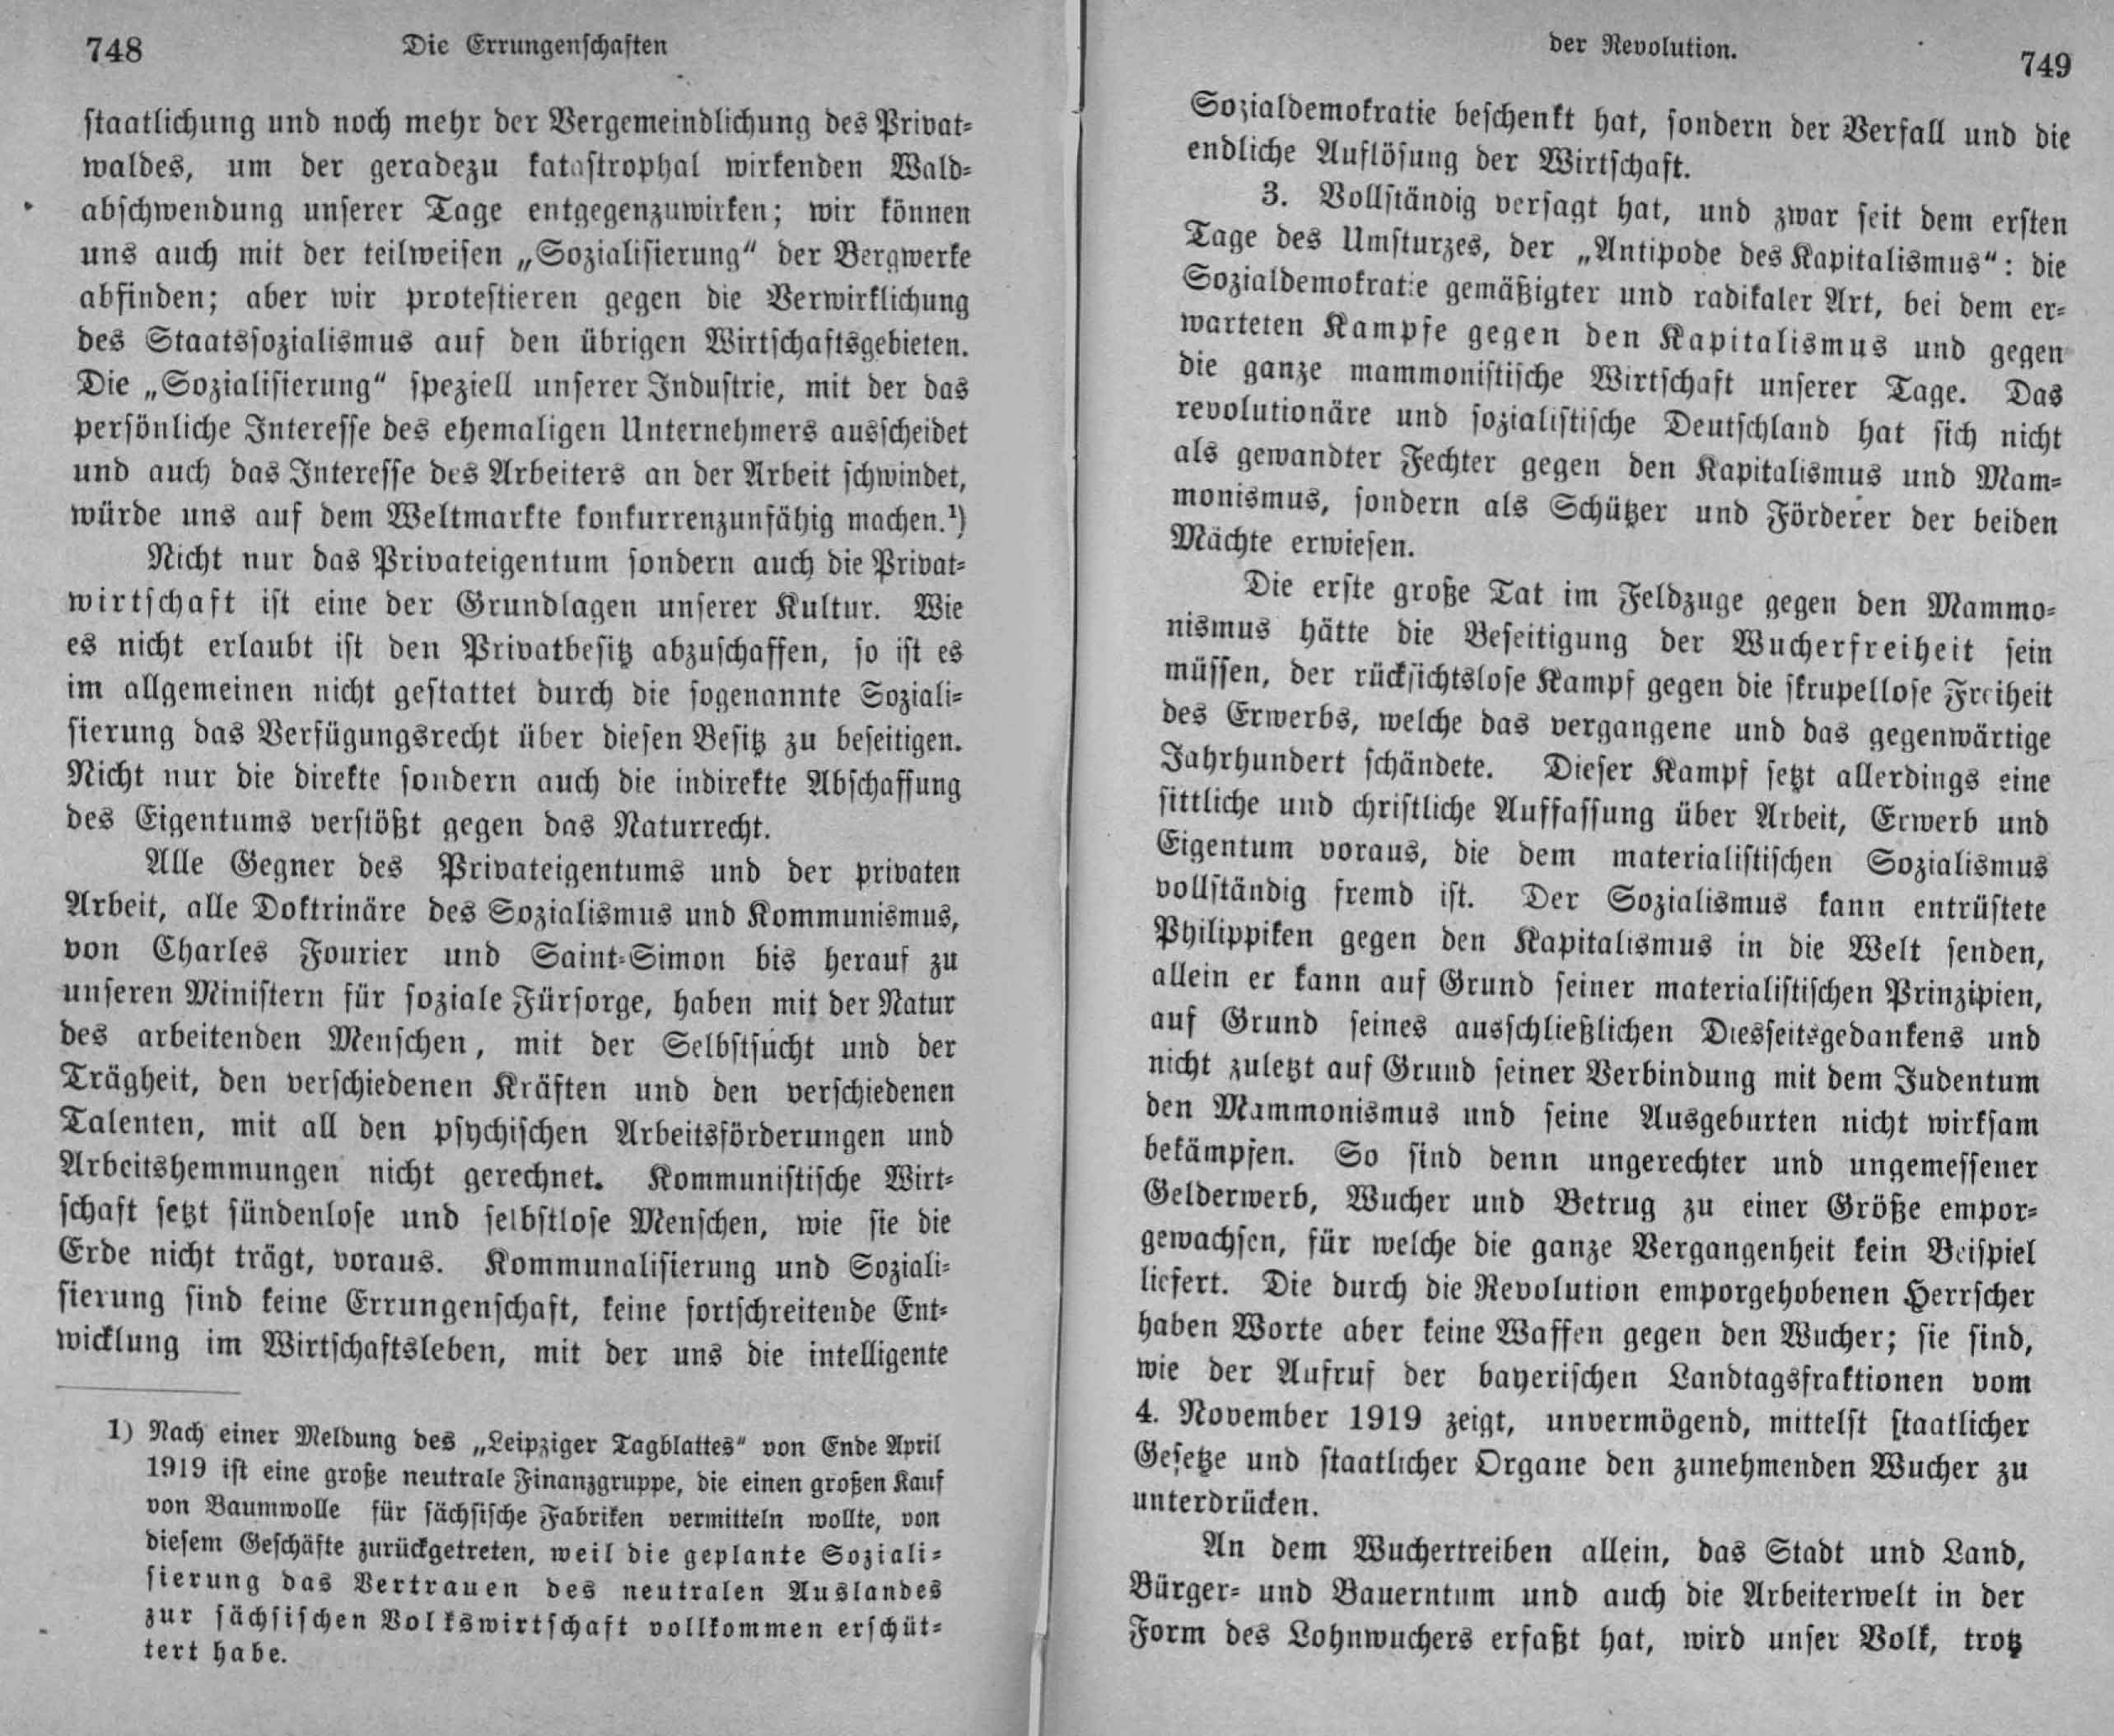 748
Die Errungenschaften
staatlichung und noch mehr der Vergemeindlichung des Privat-
waldes, um der geradezu katastrophal wirkenden Wald-
abschwendung unserer Tage entgegenzuwirken; wir können
uns auch mit der teilweisen „Sozialisierung“ der Bergwerke
abfinden; aber wir protestieren gegen die Verwirklichung
des Staatssozialismus auf den übrigen Wirtschaftsgebieten.
Die „Sozialisierung“ speziell unserer Industrie, mit der das
persönliche Interesse des ehemaligen Unternehmers ausscheidet
und auch das Interesse des Arbeiters an der Arbeit schwindet,
würde uns auf dem Weltmarkte konkurrenzunfähig machen.¹)
Nicht nur das Privateigentum sondern auch die Privat-
wirtschaft ist eine der Grundlagen unserer Kultur. Wie
es nicht erlaubt ist den Privatbesitz abzuschaffen, so ist es
im allgemeinen nicht gestattet durch die sogenannte Soziali-
sierung das Verfügungsrecht über diesen Besitz zu beseitigen.
Nicht nur die direkte sondern auch die indirekte Abschaffung
des Eigentums verstößt gegen das Naturrecht.
Alle Gegner des Privateigentums und der privaten
Arbeit, alle Doktrinäre des Sozialismus und Kommunismus,
von Charles Fourier und Saint-Simon bis herauf zu
unseren Ministern für soziale Fürsorge, haben mit der Natur
des arbeitenden Menschen, mit der Selbstsucht und der
Trägheit, den verschiedenen Kräften und den verschiedenen
Talenten, mit all den psychischen Arbeitsförderungen und
Arbeitshemmungen nicht gerechnet. Kommunistische Wirt-
schaft setzt sündenlose und selbstlose Menschen, wie sie die
Erde nicht trägt, voraus. Kommunalisierung und Soziali-
sierung sind keine Errungenschaft, keine fortschreitende Ent-
wicklung im Wirtschaftsleben, mit der uns die intelligente
1) Nach einer Meldung des „Leipziger Tagblattes“ von Ende April
1919 ist eine große neutrale Finanzgruppe, die einen großen Kauf
von Baumwolle für sächsische Fabriken vermitteln wollte, von
diesem Geschäfte zurückgetreten, weil die geplante Soziali-
sierung das Vertrauen des neutralen Auslandes
zur sächsischen Volkswirtschaft vollkommen erschüt-
tert habe.
der Revolution.
749
Sozialdemokratie beschenkt hat, sondern der Verfall und die
endliche Auflösung der Wirtschaft.
3. Vollständig versagt hat, und zwar seit dem ersten
Tage des Umsturzes, der „Antipode des Kapitalismus“: die
Sozialdemokratie gemäßigter und radikaler Art, bei dem er-
warteten Kampfe gegen den Kapitalismus und gegen
die ganze mammonistische Wirtschaft unserer Tage. Das
revolutionäre und sozialistische Deutschland hat sich nicht
als gewandter Fechter gegen den Kapitalismus und Mam-
monismus, sondern als Schützer und Förderer der beiden
Mächte erwiesen.
Die erste große Tat im Feldzuge gegen den Mammo-
nismus hätte die Beseitigung der Wucherfreiheit sein
müssen, der rücksichtslose Kampf gegen die skrupellose Freiheit
des Erwerbs, welche das vergangene und das gegenwärtige
Jahrhundert schändete. Dieser Kampf setzt allerdings eine
sittliche und christliche Auffassung über Arbeit, Erwerb und
Eigentum voraus, die dem materialistischen Sozialismus
vollständig fremd ist. Der Sozialismus kann entrüstete
Philippiken gegen den Kapitalismus in die Welt senden,
allein er kann auf Grund seiner materialistischen Prinzipien,
auf Grund seines ausschließlichen Diesseitsgedankens und
nicht zuletzt auf Grund seiner Verbindung mit dem Judentum
den Mammonismus und seine Ausgeburten nicht wirksam
bekämpfen. So sind denn ungerechter und ungemessener
Gelderwerb, Wucher und Betrug zu einer Größe empor-
gewachsen, für welche die ganze Vergangenheit kein Beispiel
liefert. Die durch die Revolution emporgehobenen Herrscher
haben Worte aber keine Waffen gegen den Wucher; sie sind,
wie der Aufruf der bayerischen Landtagsfraktionen vom
4. November 1919 zeigt, unvermögend, mittelst staatlicher
Gesetze und staatlicher Organe den zunehmenden Wucher zu
unterdrücken.
An dem Wuchertreiben allein, das Stadt und Land,
Bürger- und Bauerntum und auch die Arbeiterwelt in der
Form des Lohnwuchers erfaßt hat, wird unser Volk, trotz